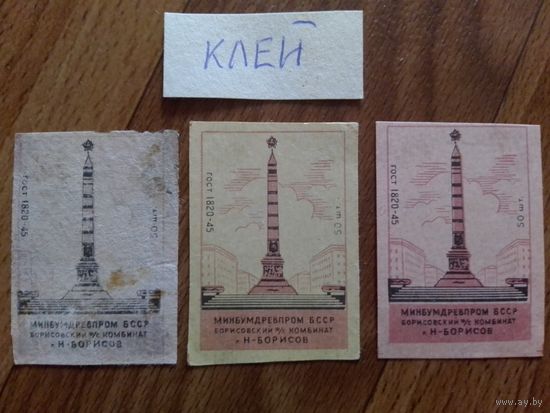 КЛЕЙ
ГОСТ 1820-45
50 шт.
МИНБУМДРЕВПРОМ БССР
БОРИСОВСКИЙ Ф/С КОМБИНАТ
г. Н-БОРИСОВ
ГОСТ 1820-45
50 шт.
МИНБУМДРЕВПРОМ БССР
БОРИСОВСКИЙ Ф/С КОМБИНАТ
г. Н-БОРИСОВ
ГОСТ 1820-45
50 шт.
МИНБУМДРЕВПРОМ БССР
БОРИСОВСКИЙ Ф/С КОМБИНАТ
г. Н-БОРИСОВ
ay.by